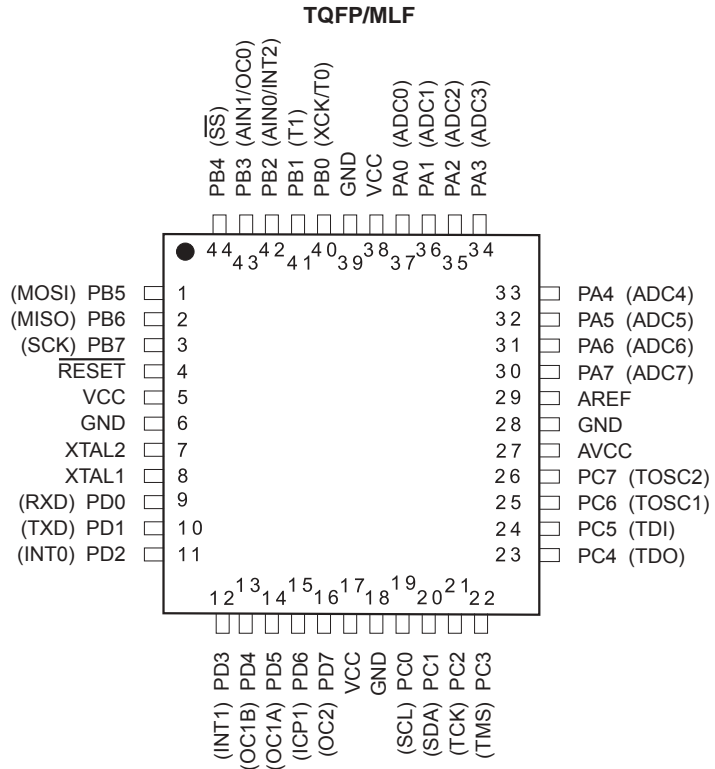 TQFP/MLF
PB4 (SS)
PB3 (AIN1/OC0)
PB2 (AIN0/INT2)
PB1 (T1)
PB0 (XCK/T0)
GND
VCC
PA0 (ADC0)
PA1 (ADC1)
PA2 (ADC2)
PA3 (ADC3)
44 43 42 41 40 39 38 37 36 35 34
(MOSI) PB5 1 33 PA4 (ADC4)
(MISO) PB6 2 32 PA5 (ADC5)
(SCK) PB7 3 31 PA6 (ADC6)
RESET 4 30 PA7 (ADC7)
VCC 5 29 AREF
GND 6 28 GND
XTAL2 7 27 AVCC
XTAL1 8 26 PC7 (TOSC2)
(RXD) PD0 9 25 PC6 (TOSC1)
(TXD) PD1 10 24 PC5 (TDI)
(INT0) PD2 11 23 PC4 (TDO)
12 13 14 15 16 17 18 19 20 21 22
(INT1) PD3
(OC1B) PD4
(OC1A) PD5
(ICP1) PD6
(OC2) PD7
VCC
GND
(SCL) PC0
(SDA) PC1
(TCK) PC2
(TMS) PC3